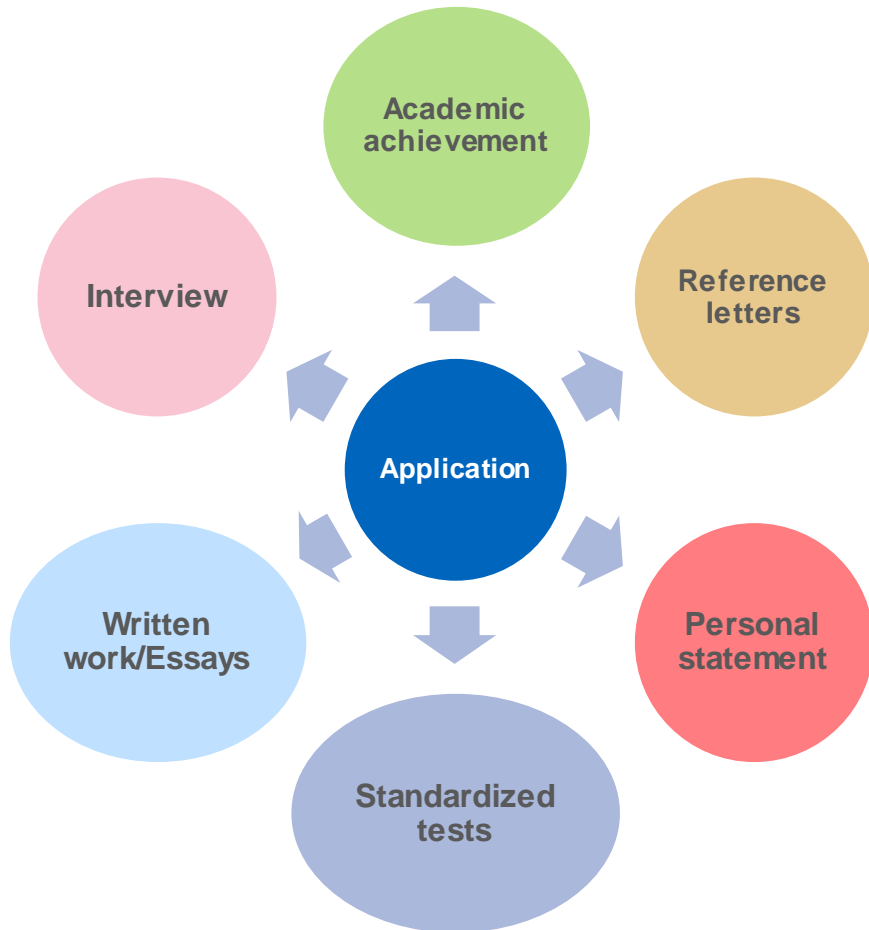 Academic
achievement
Reference
letters
Personal
statement
Standardized
tests
Written
work/Essays
Interview
Application